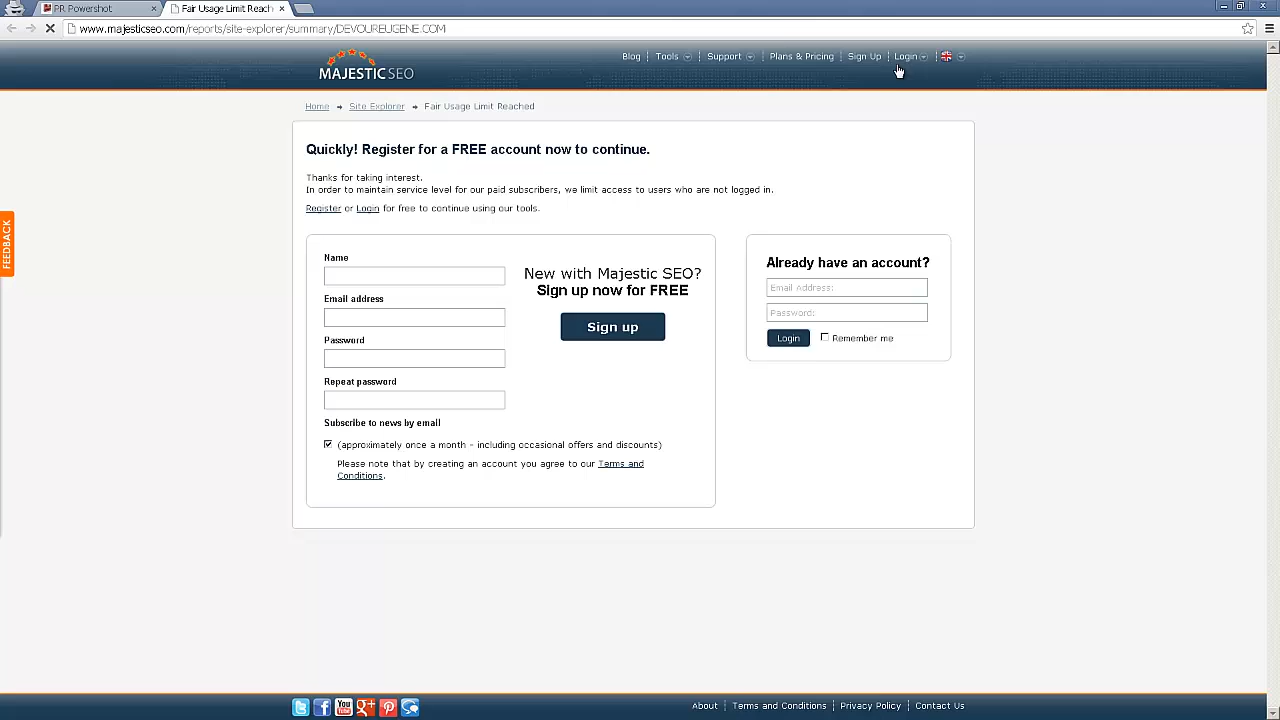 PR Powershot
Fair Usage Limit Reach
www.majesticseo.com/reports/site-explorer/summary/DEVOUREUGENE.COM
MAJESTIC SEO
Blog Tools Support Plans & Pricing Sign Up Login
Home Site Explorer Fair Usage Limit Reached
Quickly! Register for a FREE account now to continue.
Thanks for taking interest.
In order to maintain service level for our paid subscribers, we limit access to users who are not logged in.
Register or Login for free to continue using our tools.
FEEDBACK
Name
Email address
Password
Repeat password
Subscribe to news by email
(approximately once a month - including occasional offers and discounts)
Please note that by creating an account you agree to our Terms and
Conditions.
New with Majestic SEO?
Sign up now for FREE
Sign up
Already have an account?
Email Address:
Password:
Login Remember me
You Tube
About Terms and Conditions Privacy Policy Contact Us